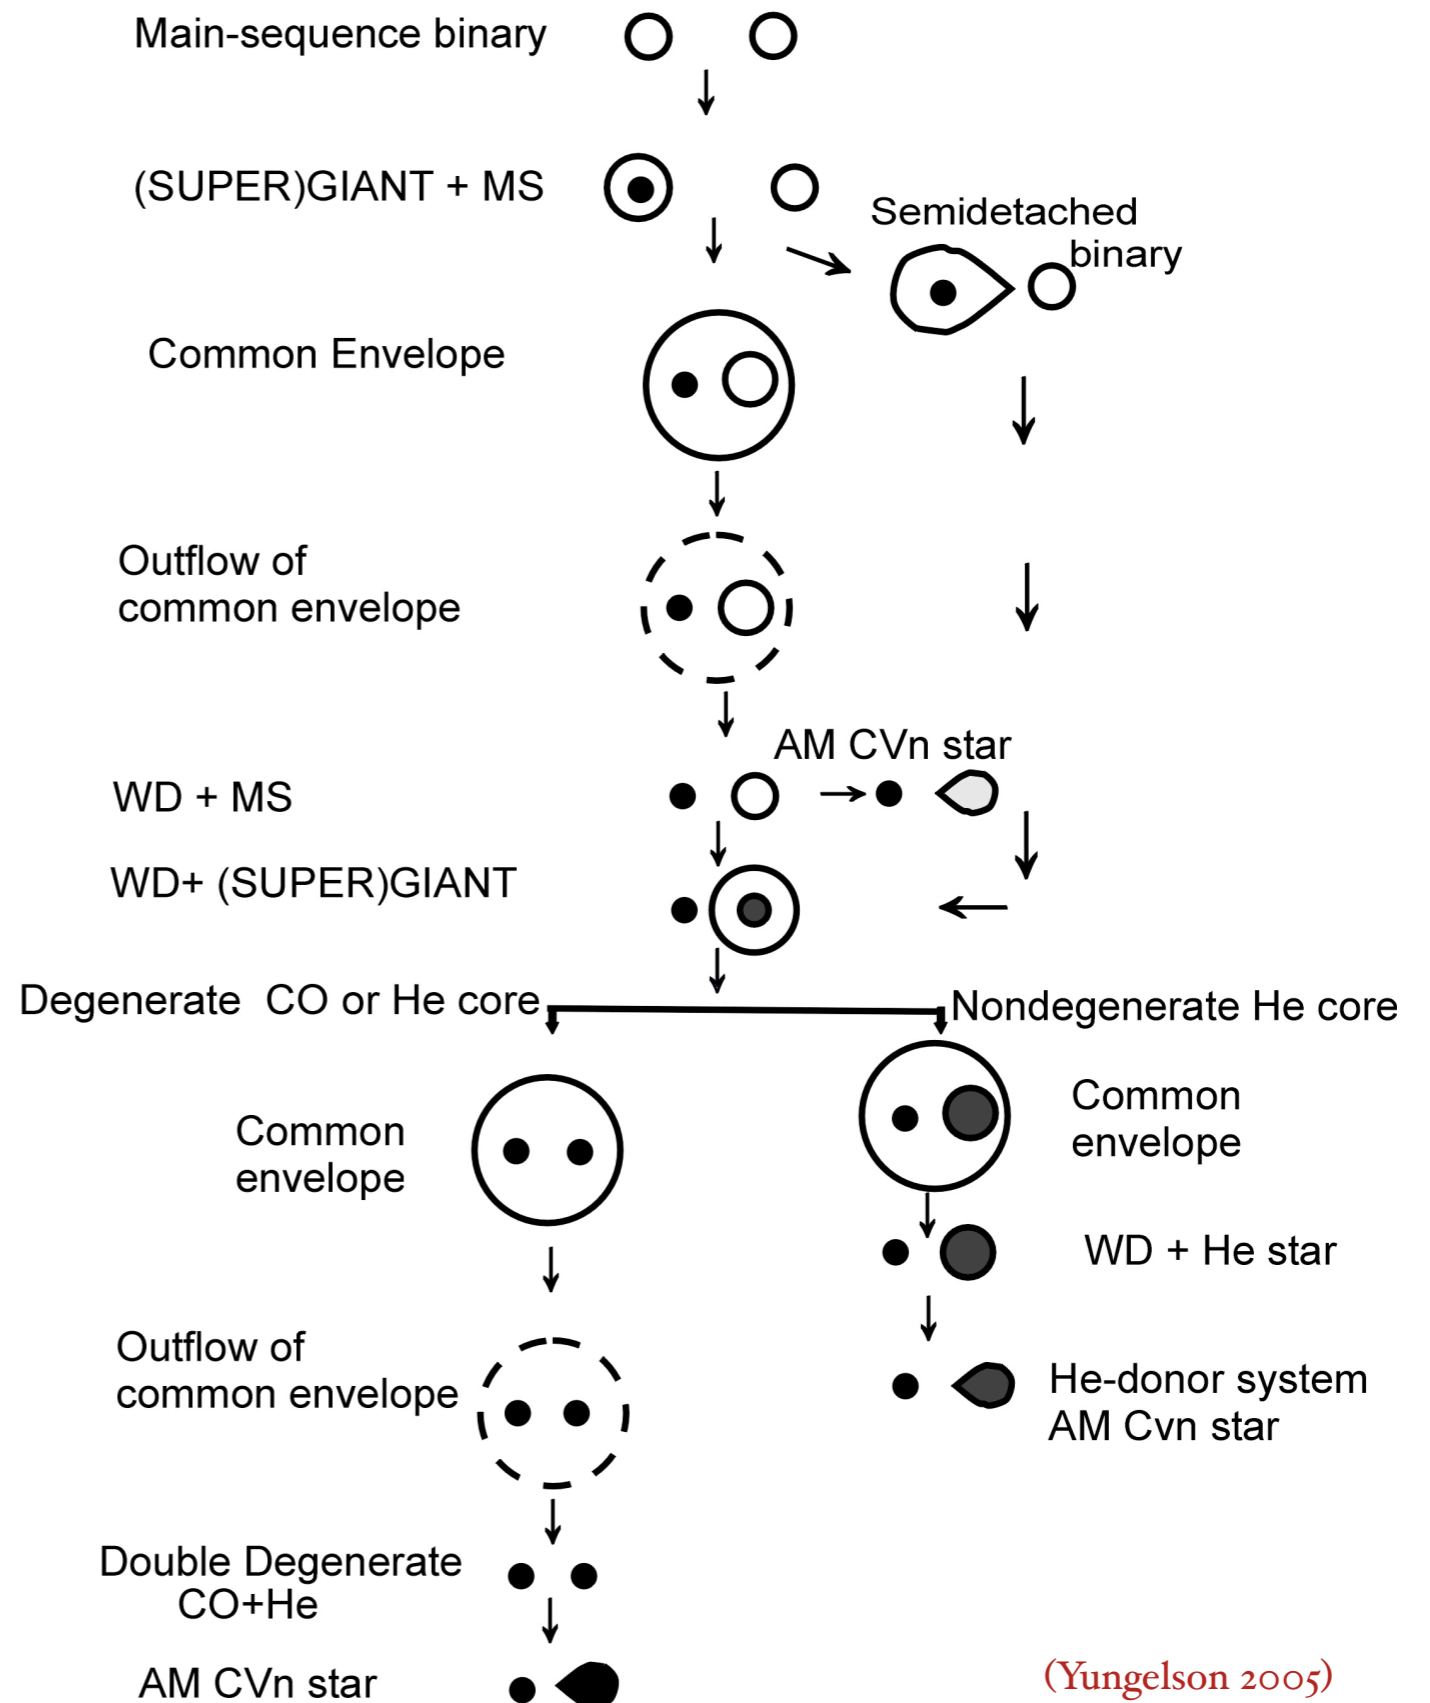 Main-sequence binary
(SUPER)GIANT + MS
Semidetached
binary
Common Envelope
Outflow of
common envelope
AM CVn star
WD + MS
WD+ (SUPER)GIANT
Degenerate CO or He core
Nondegenerate He core
Common
envelope
Common
envelope
WD + He star
Outflow of
common envelope
He-donor system
AM Cvn star
Double Degenerate
CO+He
AM CVn star
(Yungelson 2005)